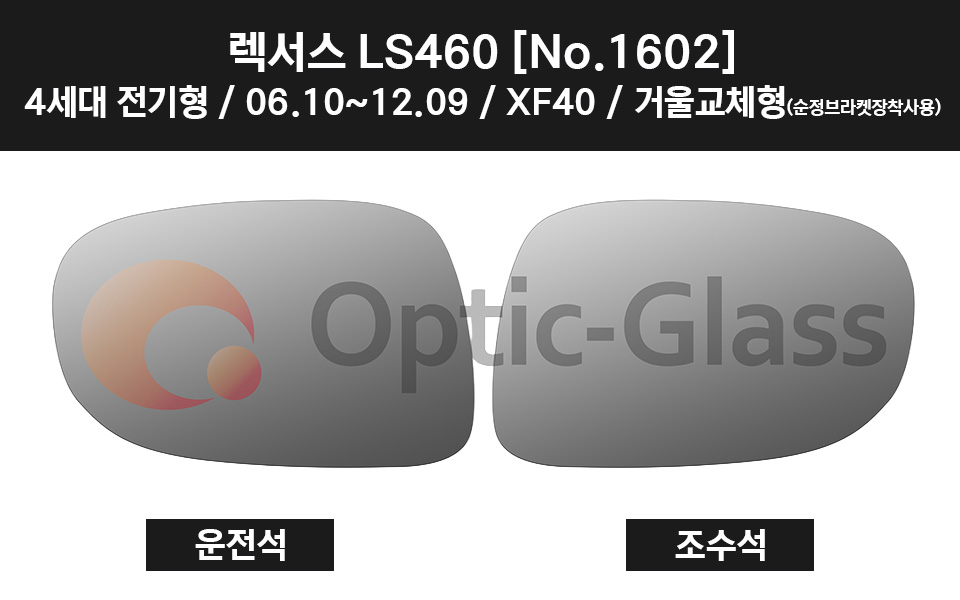 렉서스 LS460 [No.1602]
4세대 전기형 / 06.10~12.09 / XF40 / 거울교체형(순정브라켓장착사용)
Optic-Glass
운전석
조수석